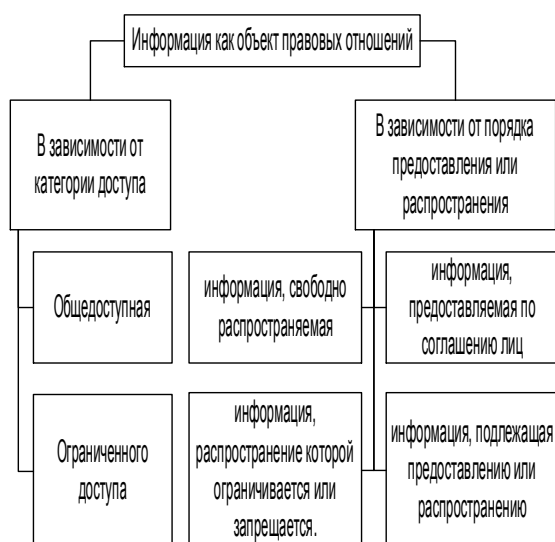 Информация как объект правовых отношений
В зависимости от
категории доступа
В зависимости от порядка
предоставления или
распространения
Общедоступная
информация, свободно
распространяемая
информация,
предоставляемая по
соглашению лиц
Ограниченного
доступа
информация,
распространение которой
ограничивается или
запрещается.
информация, подлежащая
предоставлению или
распространению